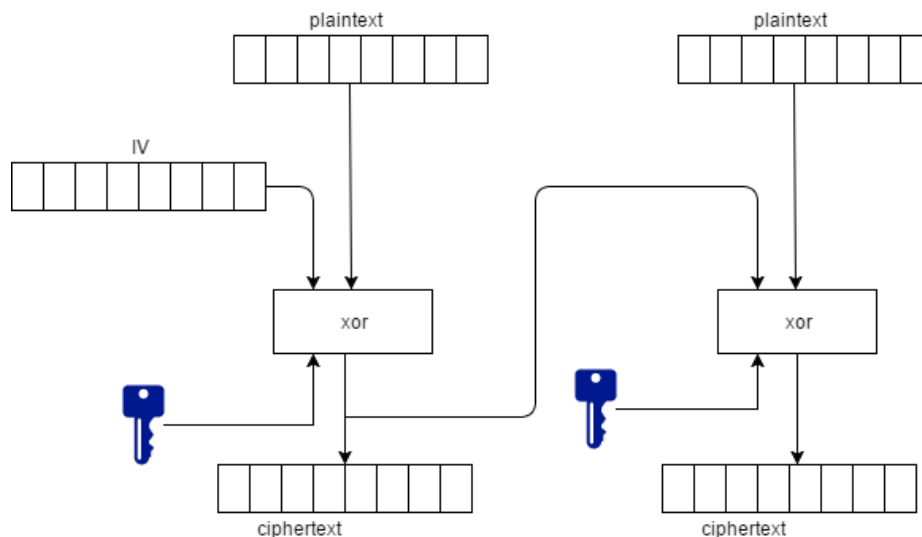 plaintext
plaintext
IV
xor
xor
ciphertext
ciphertext